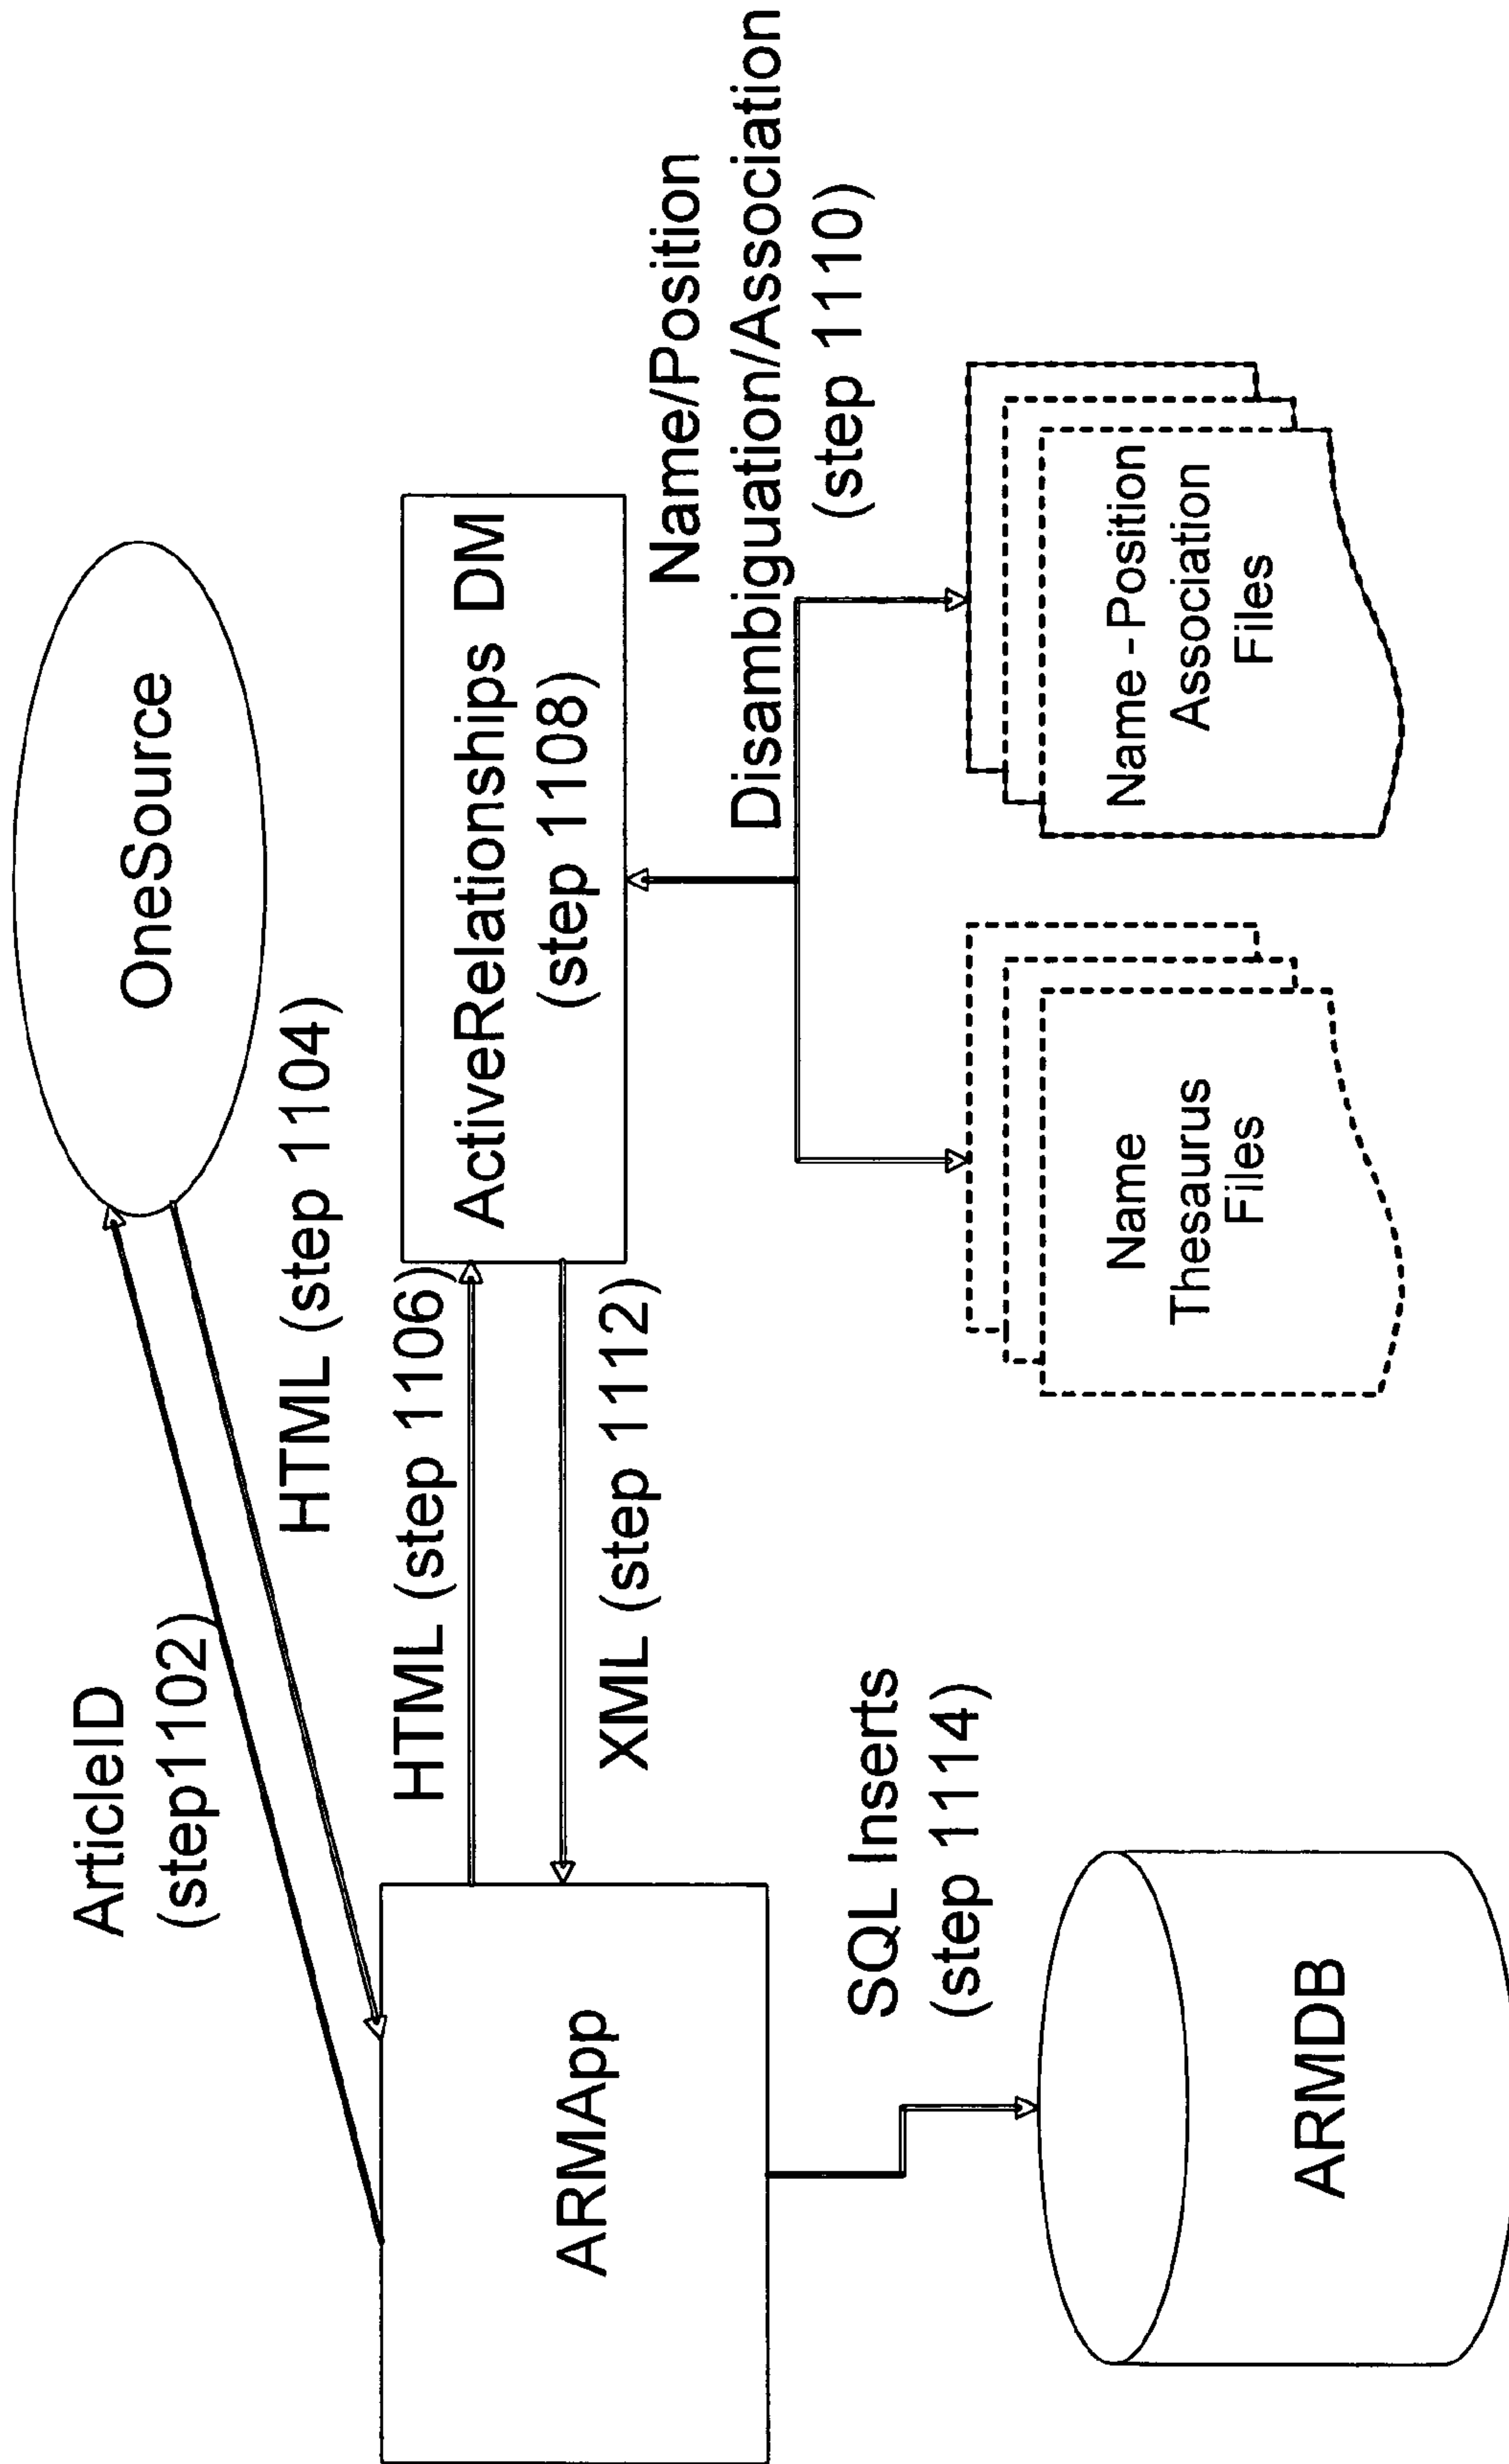 OneSource
ArticleID
(step1102)
HTML (step 1104)
ARMApp
HTML (step 1106)
XML (step 1112)
ActiveRelationships DM
(step 1108)
Name/Position
Disambiguation/Association
(step 1110)
SQL Inserts
(step 1114)
ARMDB
Name
Thesaurus
Files
Name - Position
Association
Files